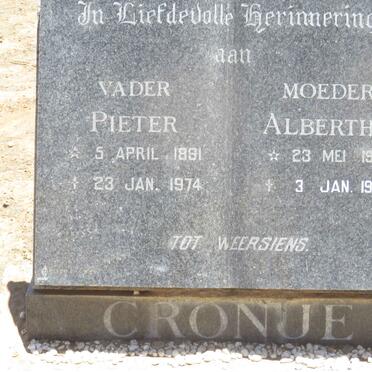 In Liefdevolle Herinnering
aan
VADER
PIETER
☆ 5 APRIL 1891
† 23 JAN. 1974
MOEDER
ALBERTH
☆ 23 MEI 19
† 3 JAN. 19
TOT WEERSIENS.
CRONJE